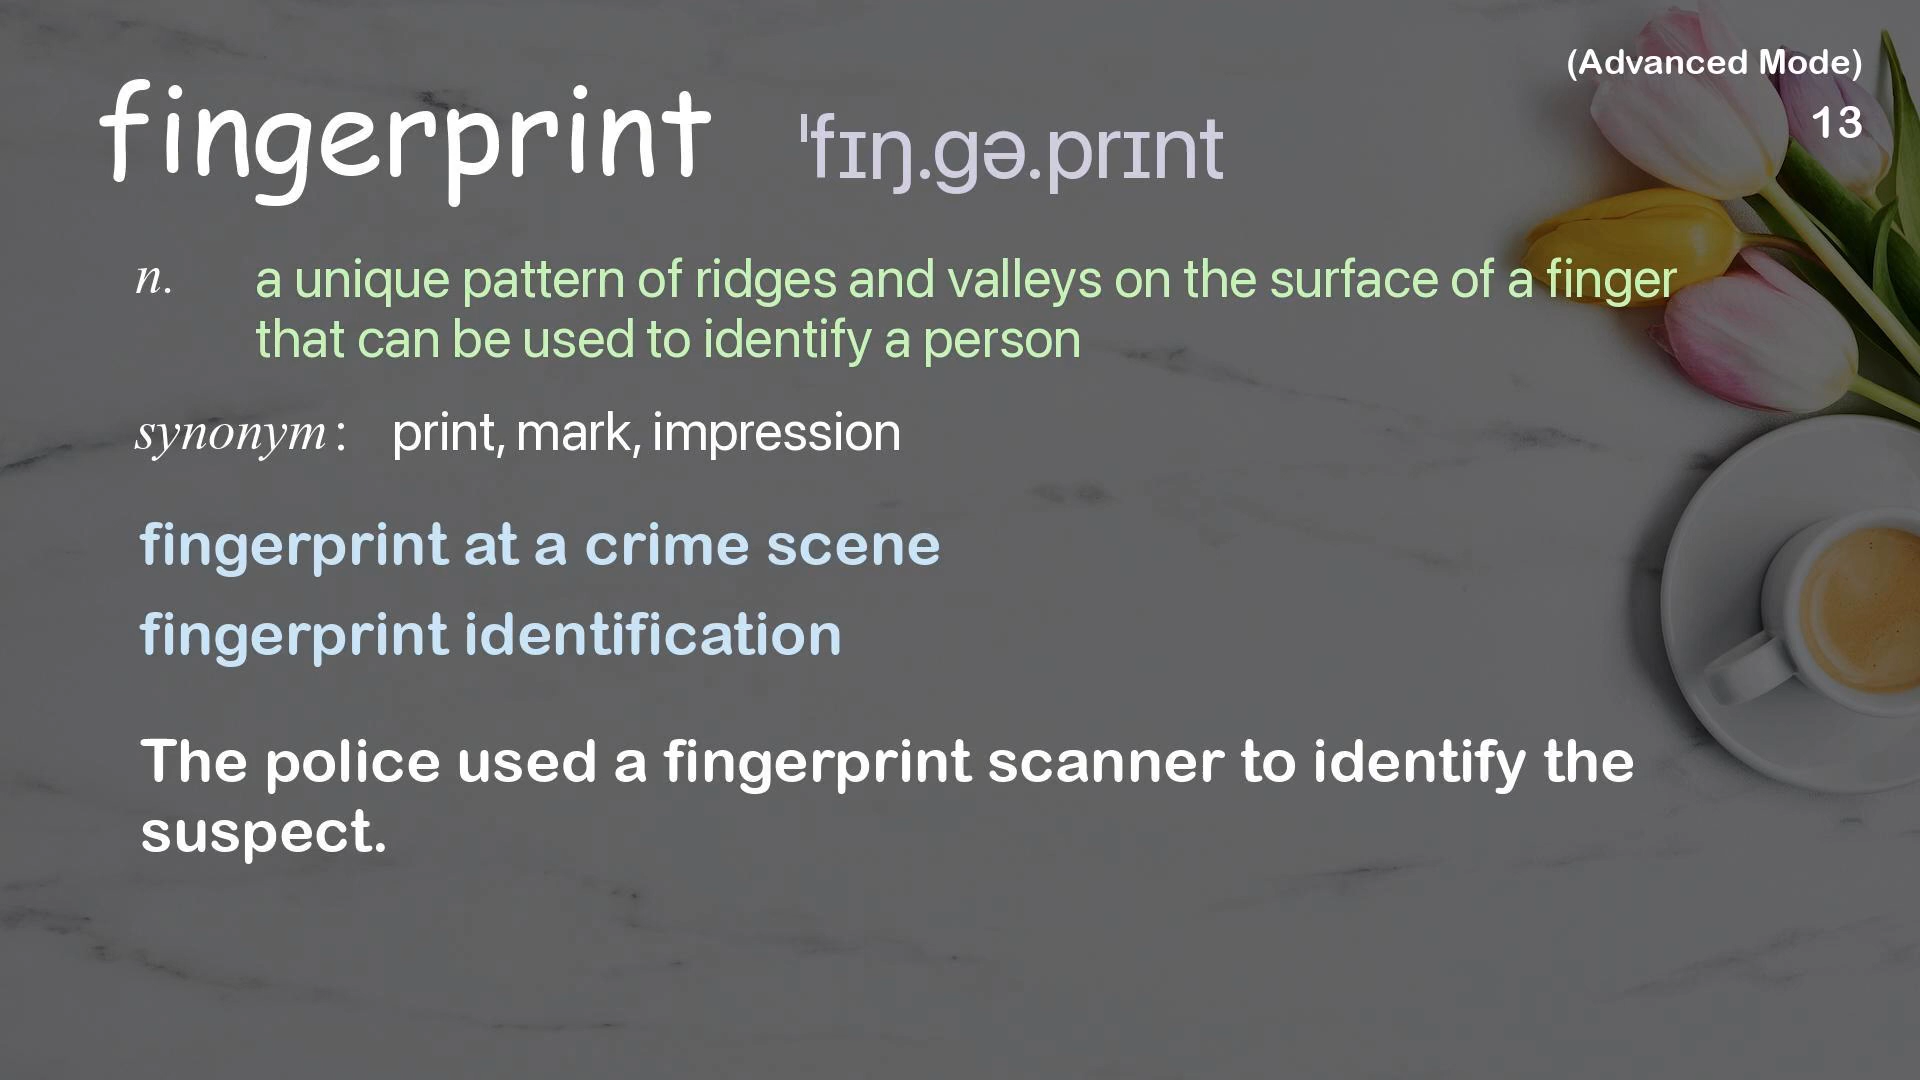 (Advanced Mode)
fingerprint ˈfɪŋ.gə.prɪnt
13
n. a unique pattern of ridges and valleys on the surface of a finger
that can be used to identify a person
synonym: print, mark, impression
fingerprint at a crime scene
fingerprint identification
The police used a fingerprint scanner to identify the
suspect.